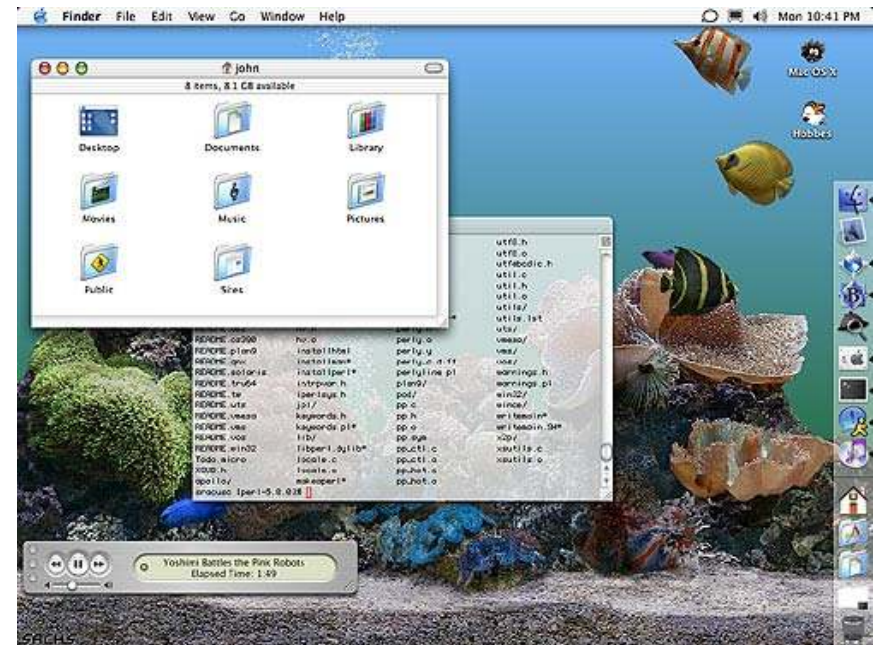 Finder File Edit View Go Window Help Mon 10:41 PM
john
8 items, 8.1 GB available
Desktop Documents Library
Movies Music Pictures
Public Sites
Mac OS X
Hobbes
utf8.h
utf8.c
utfebcdic.h
util.c
util.h
util.o
utils/
utils.lst
uts/
README.os390 hv.o perly.o vmesa/
README.plan9 installhtml perly.y vms/
README.qnx installman* perly_c.diff vos/
README.solaris installperl* perlyline.pl warnings.h
README.tru64 intrpvar.h plan9/ warnings.pl
README.tw iperlsys.h pod/ win32/
README.uts jpl/ pp.c wince/
README.vmesa keywords.h pp.h writemain*
README.vms keywords.pl* pp.o writemain.SH*
README.vos lib/ pp.sym x2p/
README.win32 libperl.dylib* pp_ctl.c xsutils.c
Todo.micro locale.c pp_ctl.o xsutils.o
XSUB.h locale.o pp_hot.c
apollo/ makeaperl* pp_hot.o
Yoshimi Battles the Pink Robots
Elapsed Time: 1:49
SACHS